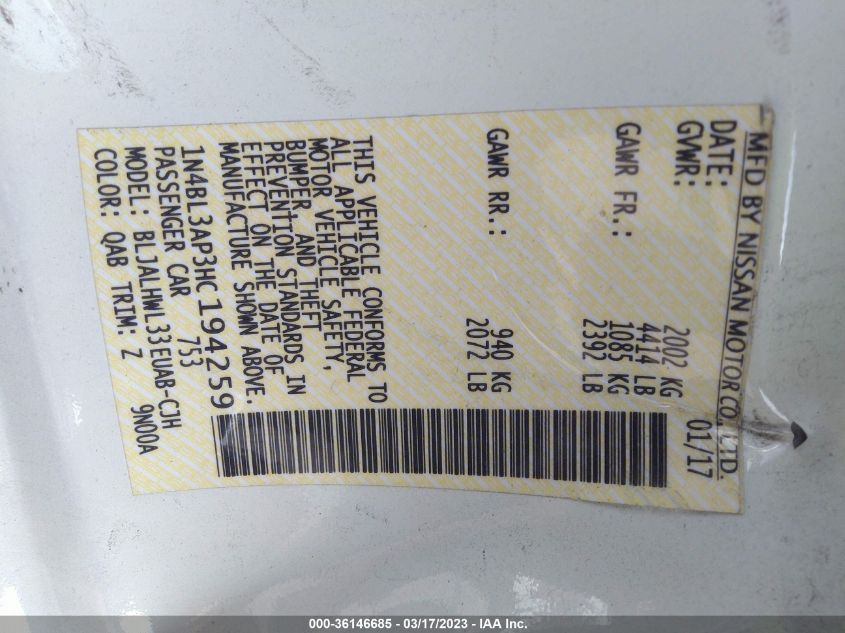 MFD BY NISSAN MOTOR CO., LTD.
DATE: 01/17
GVWR: 2002 KG
4414 LB
GAWR FR.: 1085 KG
2392 LB
GAWR RR.: 940 KG
2072 LB
THIS VEHICLE CONFORMS TO
ALL APPLICABLE FEDERAL
MOTOR VEHICLE SAFETY,
BUMPER, AND THEFT
PREVENTION STANDARDS IN
EFFECT ON THE DATE OF
MANUFACTURE SHOWN ABOVE.
1N4BL3AP3HC194259
PASSENGER CAR 753
MODEL: BLJALHWL33EUAB-CJH
COLOR: QAB TRIM: Z 9N00A
000-36146685 - 03/17/2023 - IAA Inc.